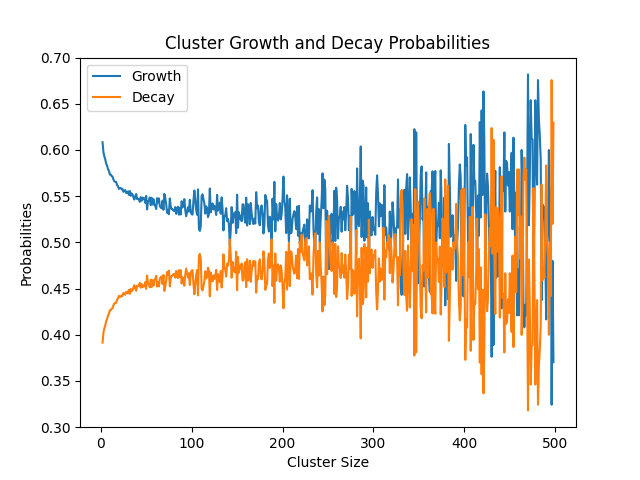 Cluster Growth and Decay Probabilities
0.70
0.65
0.60
0.55
0.50
0.45
0.40
0.35
0.30
Probabilities
Growth
Decay
0 100 200 300 400 500
Cluster Size